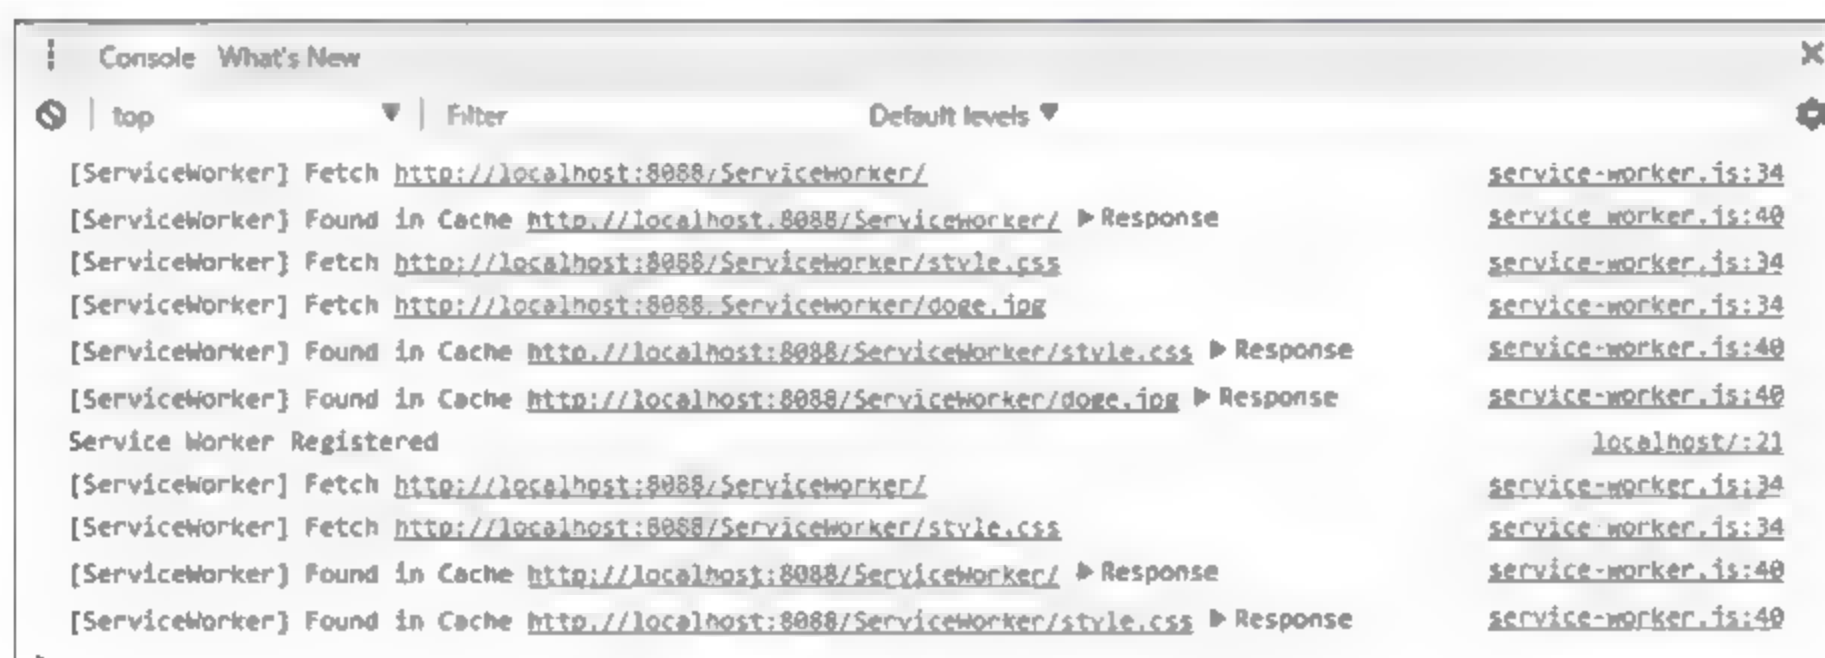 Console What's New
top Filter Default levels
[ServiceWorker] Fetch http://localhost:8088/ServiceWorker/ service-worker.js:34
[ServiceWorker] Found in Cache http://localhost:8088/ServiceWorker/ Response service-worker.js:40
[ServiceWorker] Fetch http://localhost:8088/ServiceWorker/style.css service-worker.js:34
[ServiceWorker] Fetch http://localhost:8088/ServiceWorker/doge.jpg service-worker.js:34
[ServiceWorker] Found in Cache http://localhost:8088/ServiceWorker/style.css Response service-worker.js:40
[ServiceWorker] Found in Cache http://localhost:8088/ServiceWorker/doge.jpg Response service-worker.js:40
Service Worker Registered localhost/:21
[ServiceWorker] Fetch http://localhost:8088/ServiceWorker/ service-worker.js:34
[ServiceWorker] Fetch http://localhost:8088/ServiceWorker/style.css service-worker.js:34
[ServiceWorker] Found in Cache http://localhost:8088/ServiceWorker/ Response service-worker.js:40
[ServiceWorker] Found in Cache http://localhost:8088/ServiceWorker/style.css Response service-worker.js:40